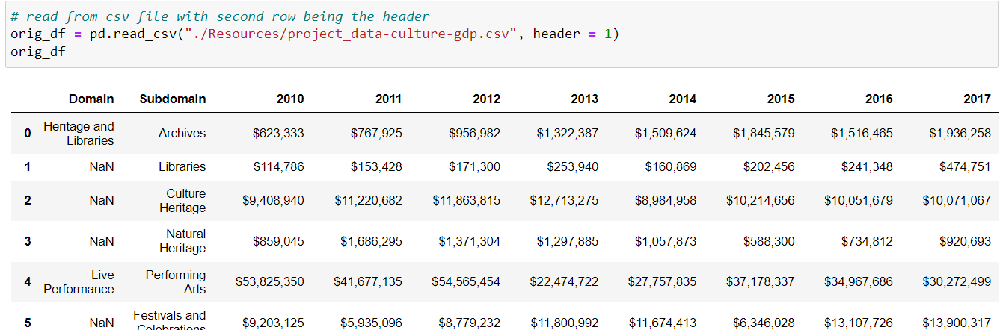 # read from csv file with second row being the header
orig_df = pd.read_csv("./Resources/project_data-culture-gdp.csv", header = 1)
orig_df
Domain Subdomain 2010 2011 2012 2013 2014 2015 2016 2017
0 Heritage and Libraries Archives $623,333 $767,925 $956,982 $1,322,387 $1,509,624 $1,845,579 $1,516,465 $1,936,258
1 NaN Libraries $114,786 $153,428 $171,300 $253,940 $160,869 $202,456 $241,348 $474,751
2 NaN Culture Heritage $9,408,940 $11,220,682 $11,863,815 $12,713,275 $8,984,958 $10,214,656 $10,051,679 $10,071,067
3 NaN Natural Heritage $859,045 $1,686,295 $1,371,304 $1,297,885 $1,057,873 $588,300 $734,812 $920,693
4 Live Performance Performing Arts $53,825,350 $41,677,135 $54,565,454 $22,474,722 $27,757,835 $37,178,337 $34,967,686 $30,272,499
5 NaN Festivals and Celebrations $9,203,125 $5,935,096 $8,779,232 $11,800,992 $11,674,413 $6,346,028 $13,107,726 $13,900,317